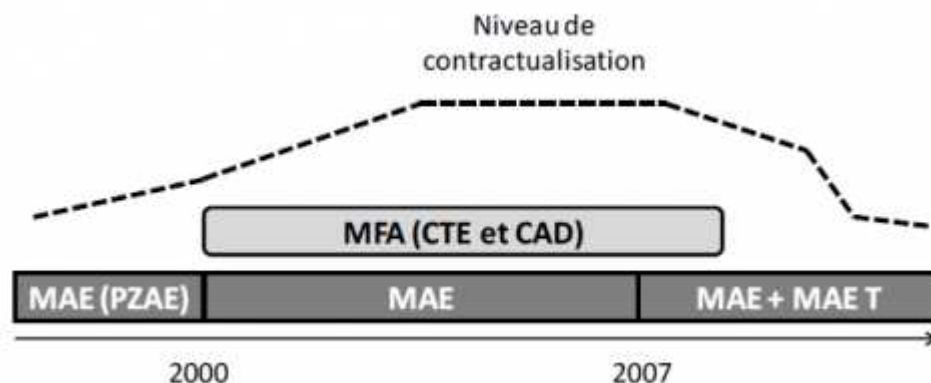 Niveau de
contractualisation
MFA (CTE et CAD)
MAE (PZAE)
MAE
MAE + MAE T
2000
2007